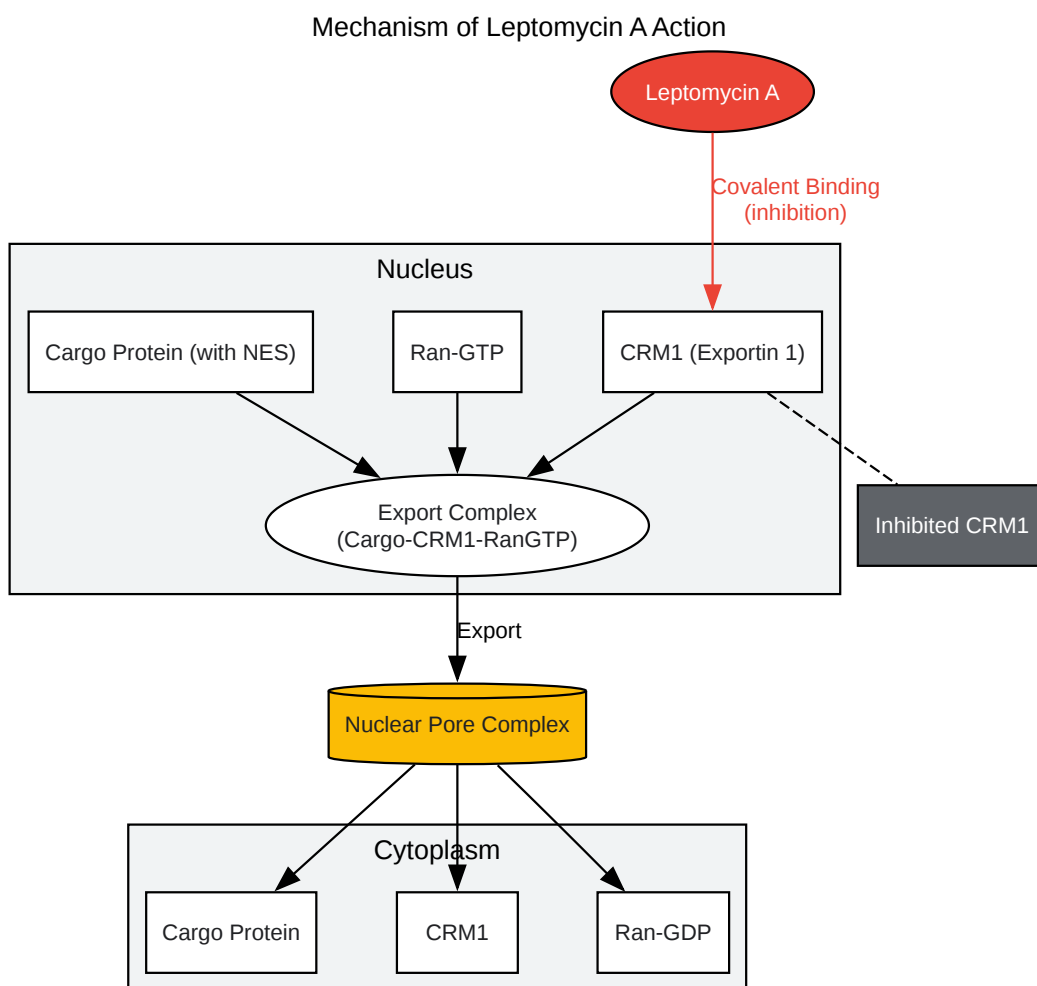 Mechanism of Leptomycin A Action
Leptomycin A
Covalent Binding
(inhibition)
Nucleus
Cargo Protein (with NES)
Ran-GTP
CRM1 (Exportin 1)
Export Complex
(Cargo-CRM1-RanGTP)
Inhibited CRM1
Export
Nuclear Pore Complex
Cytoplasm
Cargo Protein
CRM1
Ran-GDP